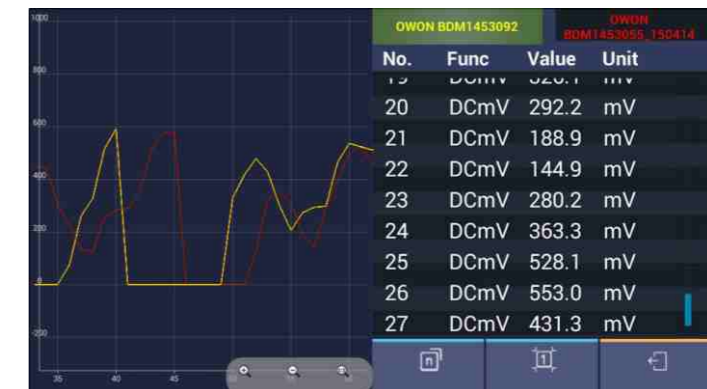 1000
800
600
400
200
0
-200
35
40
45
OWON BDM1453092
OWON
BDM1453055_150414
No. Func Value Unit
20 DCmV 292.2 mV
21 DCmV 188.9 mV
22 DCmV 144.9 mV
23 DCmV 280.2 mV
24 DCmV 363.3 mV
25 DCmV 528.1 mV
26 DCmV 553.0 mV
27 DCmV 431.3 mV
n
1